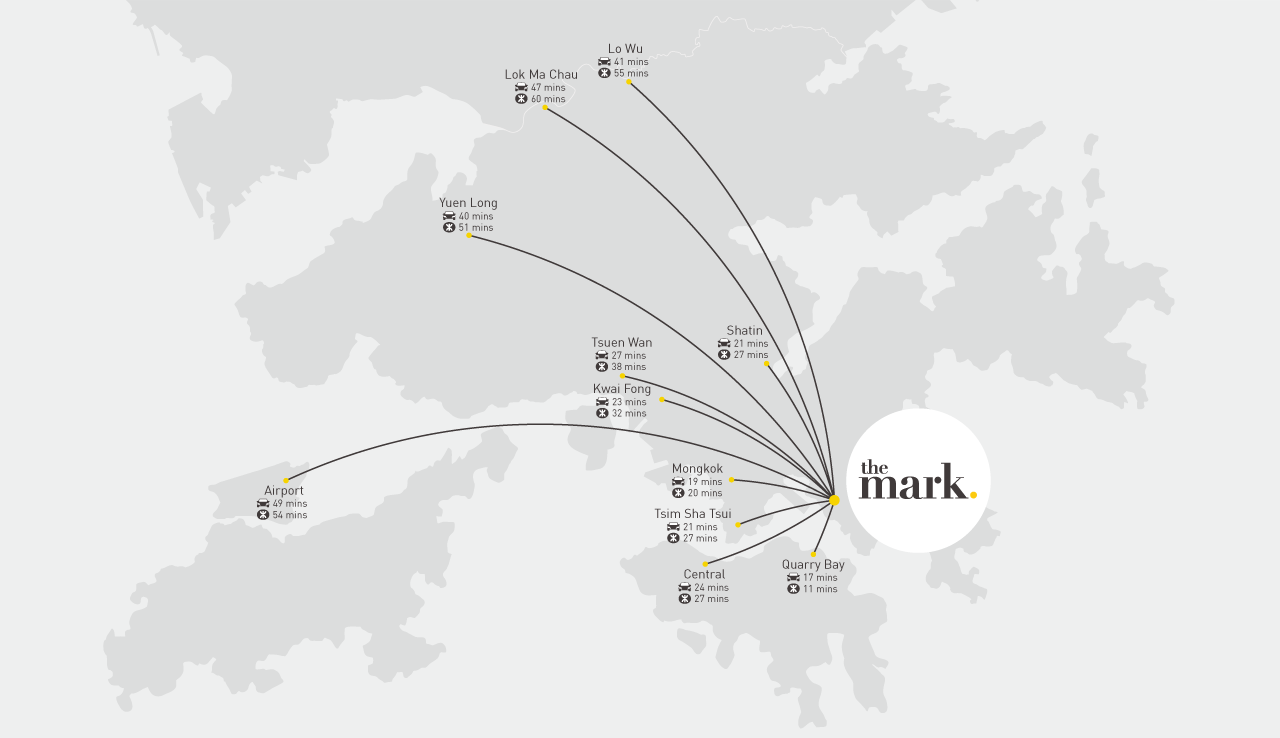 Lo Wu
41 mins
55 mins
Lok Ma Chau
47 mins
60 mins
Yuen Long
40 mins
51 mins
Shatin
21 mins
27 mins
Tsuen Wan
27 mins
38 mins
Kwai Fong
23 mins
32 mins
the
mark.
Mongkok
19 mins
20 mins
Airport
49 mins
54 mins
Tsim Sha Tsui
21 mins
27 mins
Quarry Bay
17 mins
11 mins
Central
24 mins
27 mins